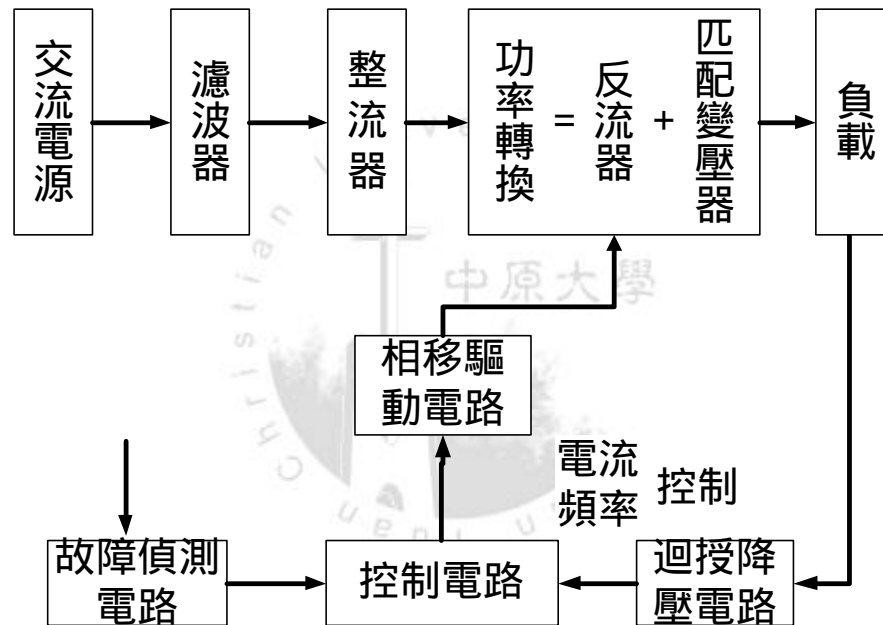 交流電源
濾波器
整流器
功率轉換
=
反流器
+
匹配變壓器
負載
中原大學
相移驅
動電路
電流
頻率
控制
故障偵測
電路
控制電路
迴授降
壓電路
Christian